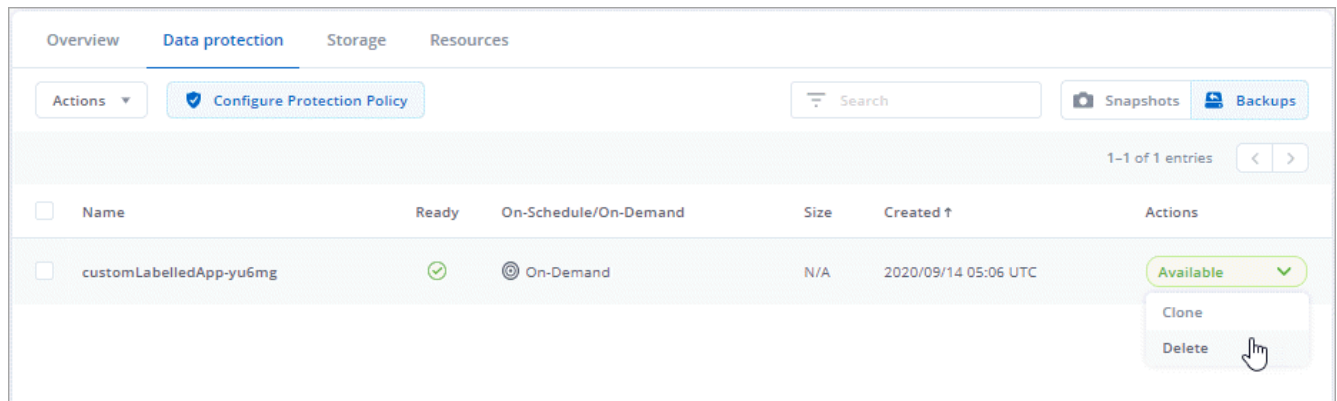 Overview Data protection Storage Resources
Actions Configure Protection Policy Search Snapshots Backups
1–1 of 1 entries
Name Ready On-Schedule/On-Demand Size Created ↑ Actions
customLabelledApp-yu6mg On-Demand N/A 2020/09/14 05:06 UTC Available
Clone
Delete